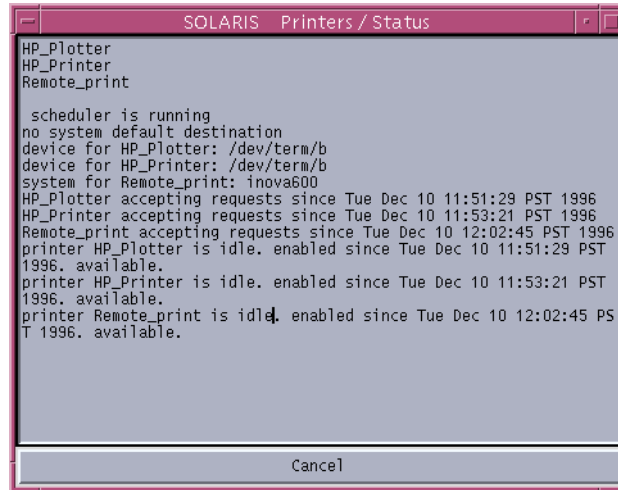 SOLARIS Printers / Status
HP_Plotter
HP_Printer
Remote_print
scheduler is running
no system default destination
device for HP_Plotter: /dev/term/b
device for HP_Printer: /dev/term/b
system for Remote_print: inova600
HP_Plotter accepting requests since Tue Dec 10 11:51:29 PST 1996
HP_Printer accepting requests since Tue Dec 10 11:53:21 PST 1996
Remote_print accepting requests since Tue Dec 10 12:02:45 PST 1996
printer HP_Plotter is idle. enabled since Tue Dec 10 11:51:29 PST
1996. available.
printer HP_Printer is idle. enabled since Tue Dec 10 11:53:21 PST
1996. available.
printer Remote_print is idle. enabled since Tue Dec 10 12:02:45 PS
T 1996. available.
Cancel